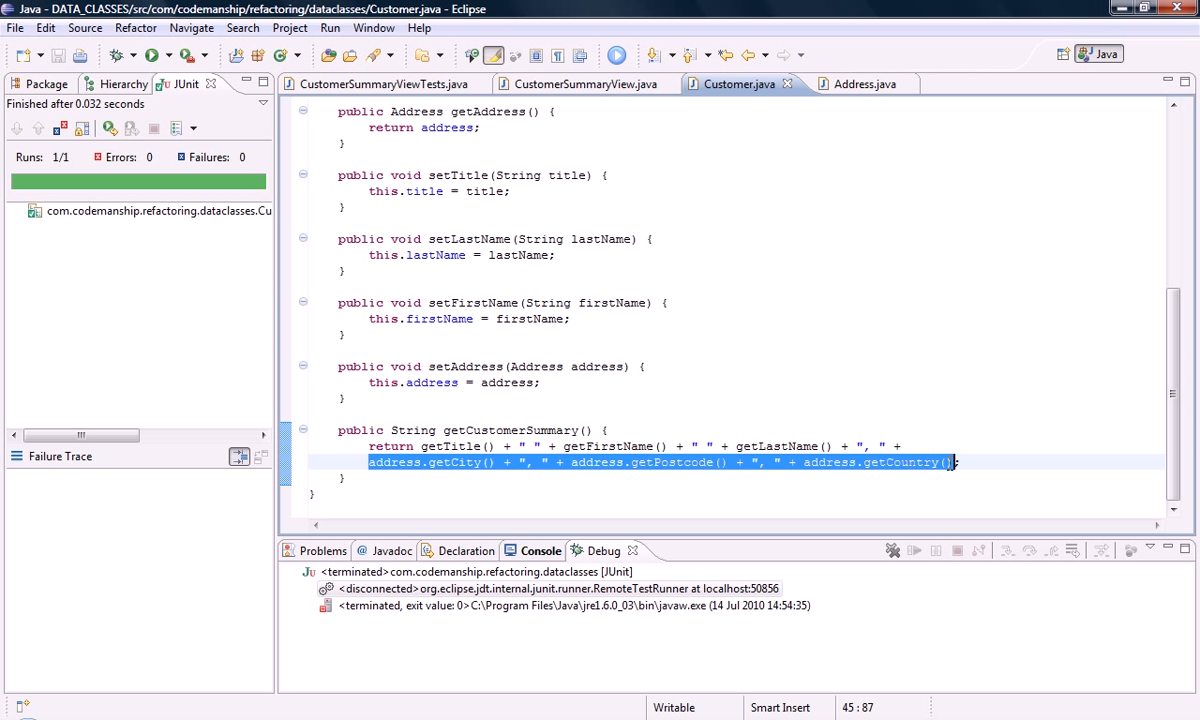 Java - DATA_CLASSES/src/com/codemanship/refactoring/dataclasses/Customer.java - Eclipse
File Edit Source Refactor Navigate Search Project Run Window Help
Java
Package Hierarchy JUnit
CustomerSummaryViewTests.java CustomerSummaryView.java Customer.java Address.java
Finished after 0.032 seconds
Runs: 1/1 Errors: 0 Failures: 0
com.codemanship.refactoring.dataclasses.Cu
Failure Trace
public Address getAddress() {
return address;
}
public void setTitle(String title) {
this.title = title;
}
public void setLastName(String lastName) {
this.lastName = lastName;
}
public void setFirstName(String firstName) {
this.firstName = firstName;
}
public void setAddress(Address address) {
this.address = address;
}
public String getCustomerSummary() {
return getTitle() + " " + getFirstName() + " " + getLastName() + ", " +
address.getCity() + ", " + address.getPostcode() + ", " + address.getCountry();
}
}
Problems @ Javadoc Declaration Console Debug
<terminated>com.codemanship.refactoring.dataclasses [JUnit]
<disconnected>org.eclipse.jdt.internal.junit.runner.RemoteTestRunner at localhost:50856
<terminated, exit value: 0>C:\Program Files\Java\jre1.6.0_03\bin\javaw.exe (14 Jul 2010 14:54:35)
Writable Smart Insert 45 : 87